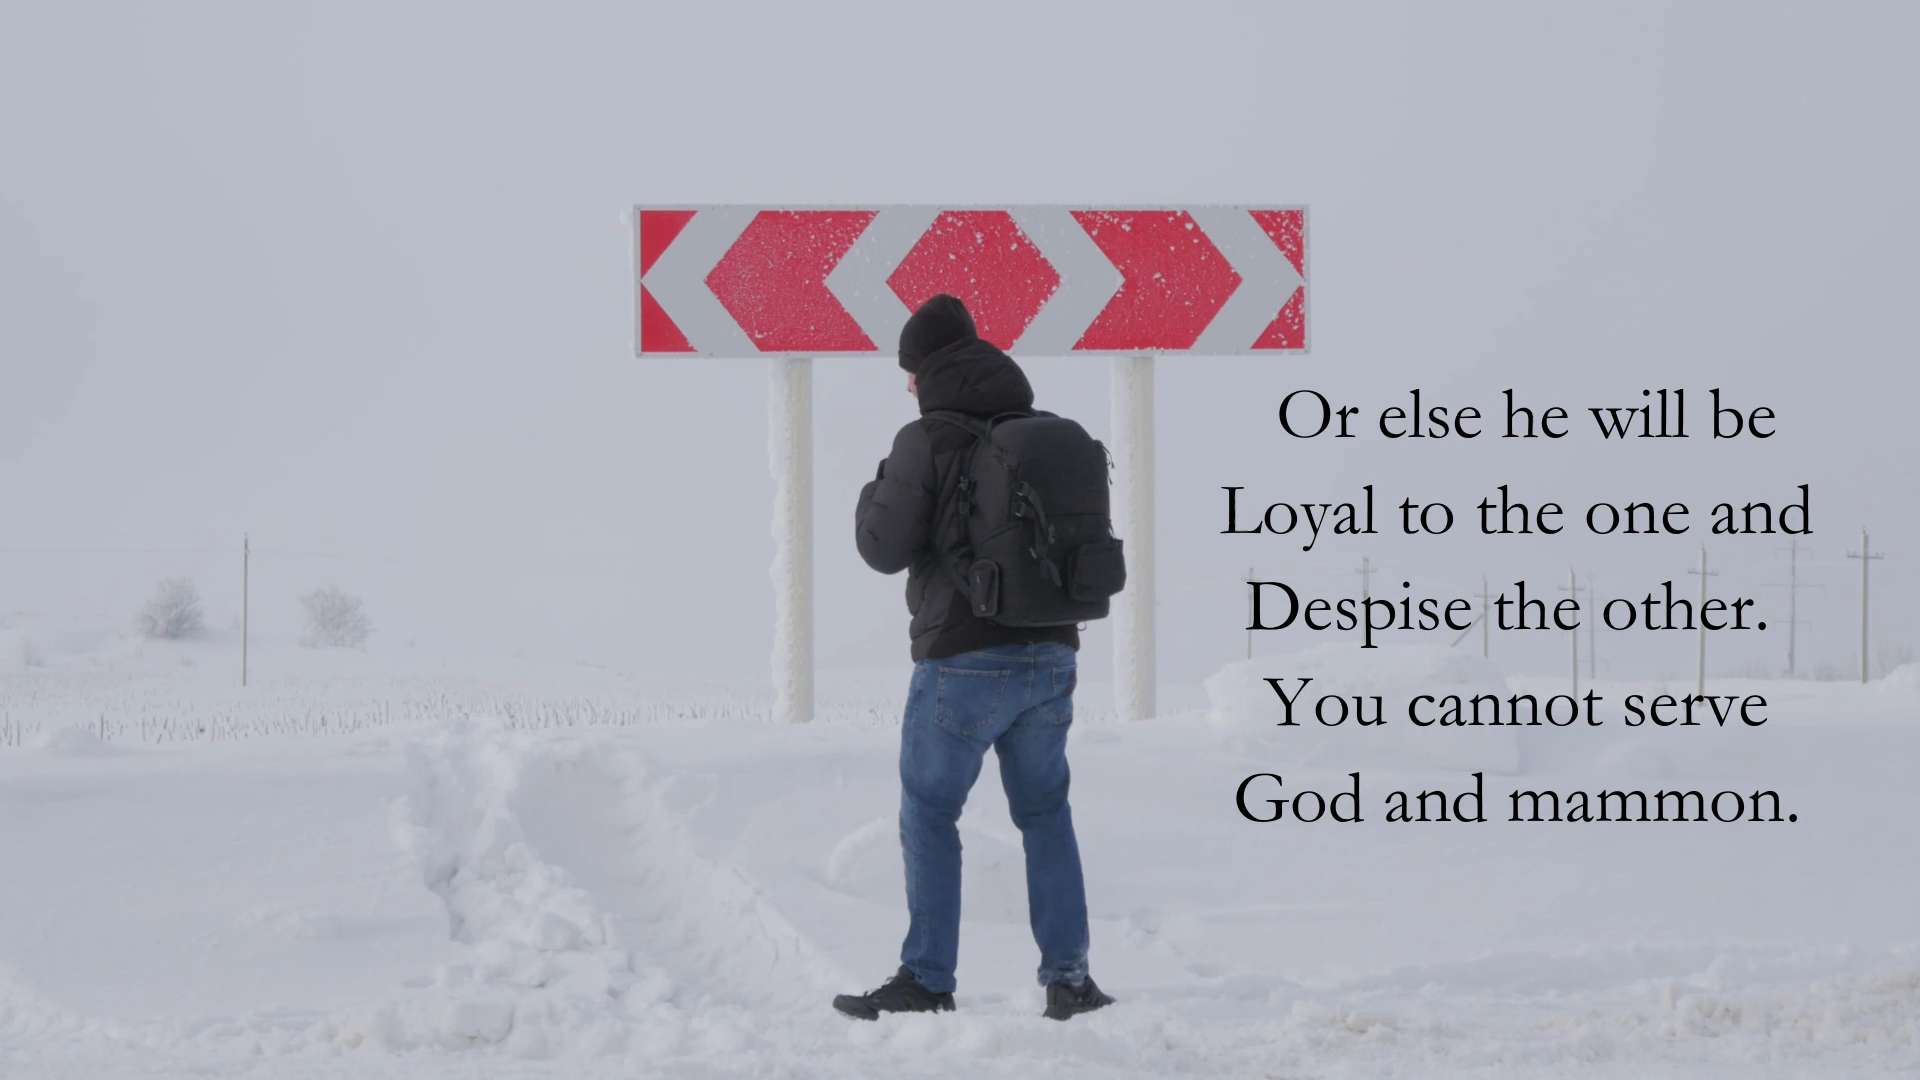 Or else he will be
Loyal to the one and
Despise the other.
You cannot serve
God and mammon.